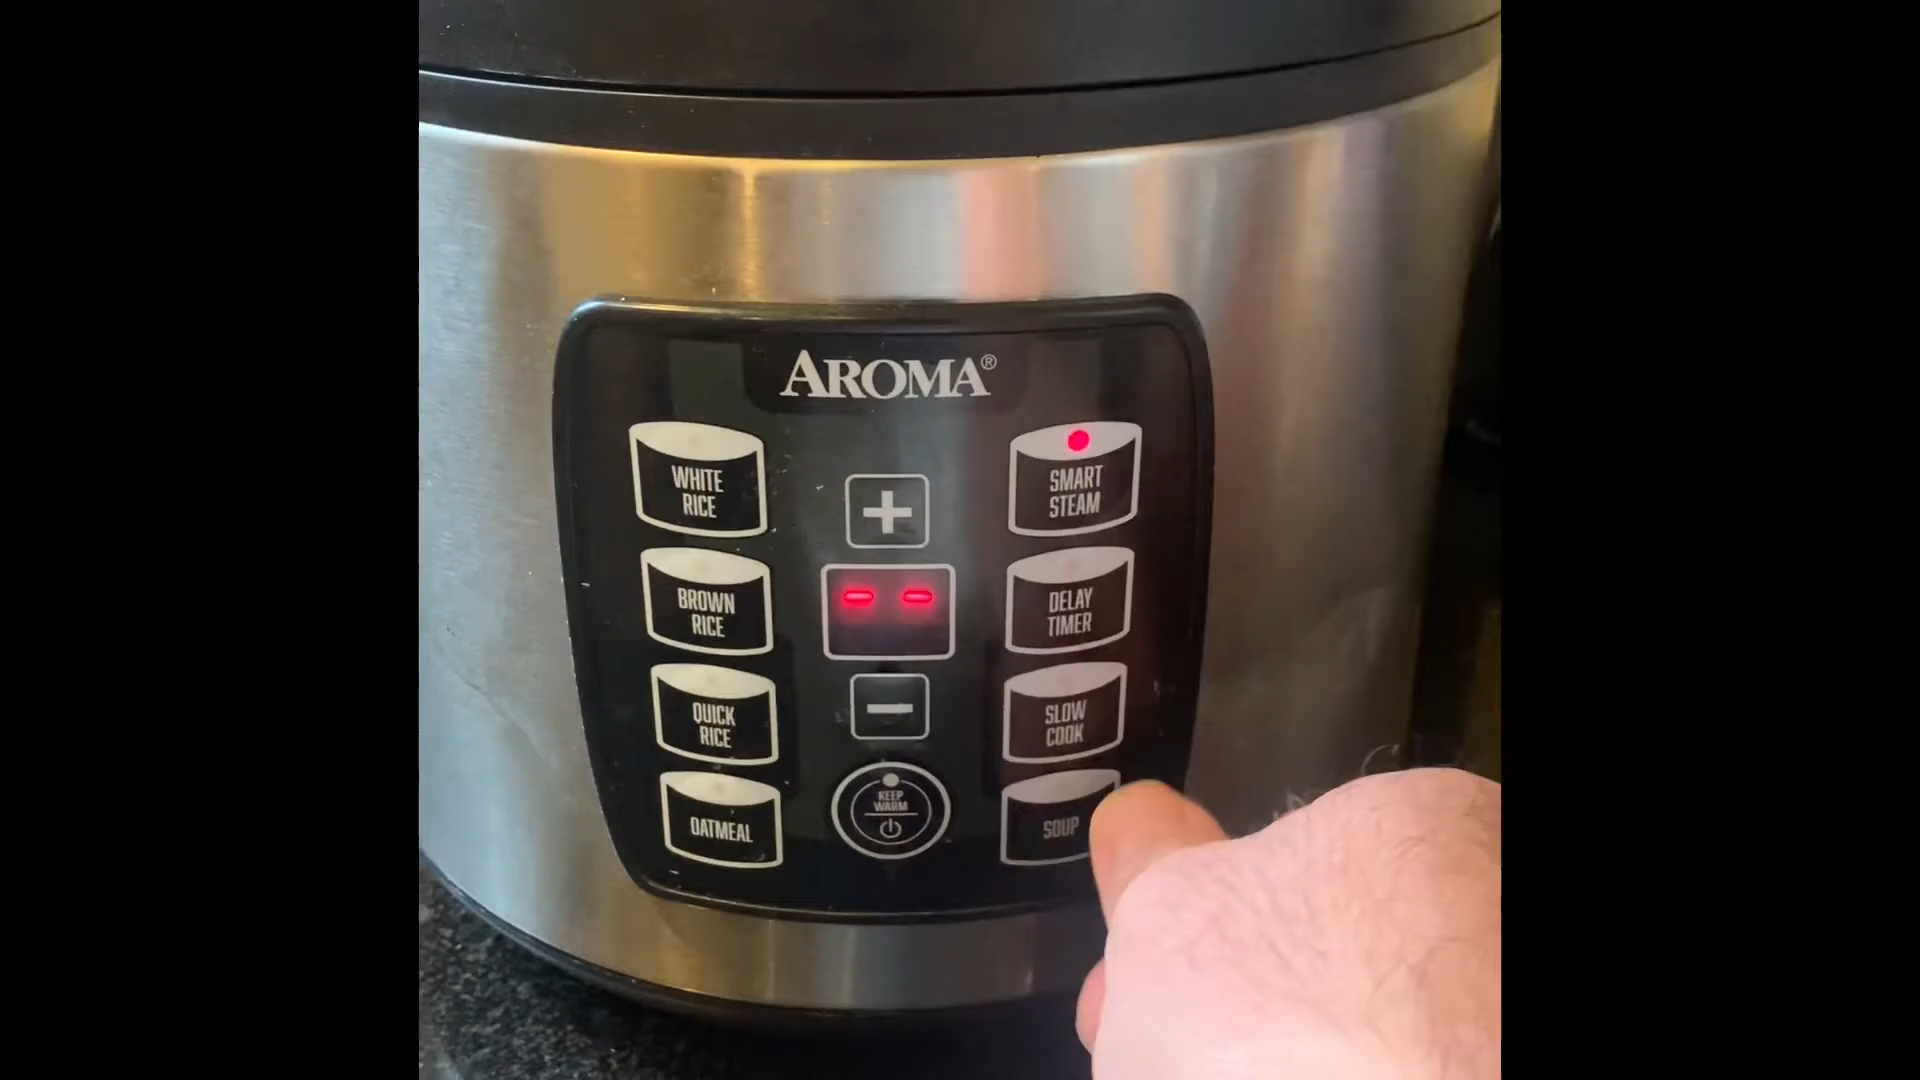 AROMA®
WHITE
RICE
BROWN
RICE
QUICK
RICE
OATMEAL
+
- -
−
KEEP
WARM
SMART
STEAM
DELAY
TIMER
SLOW
COOK
SOUP